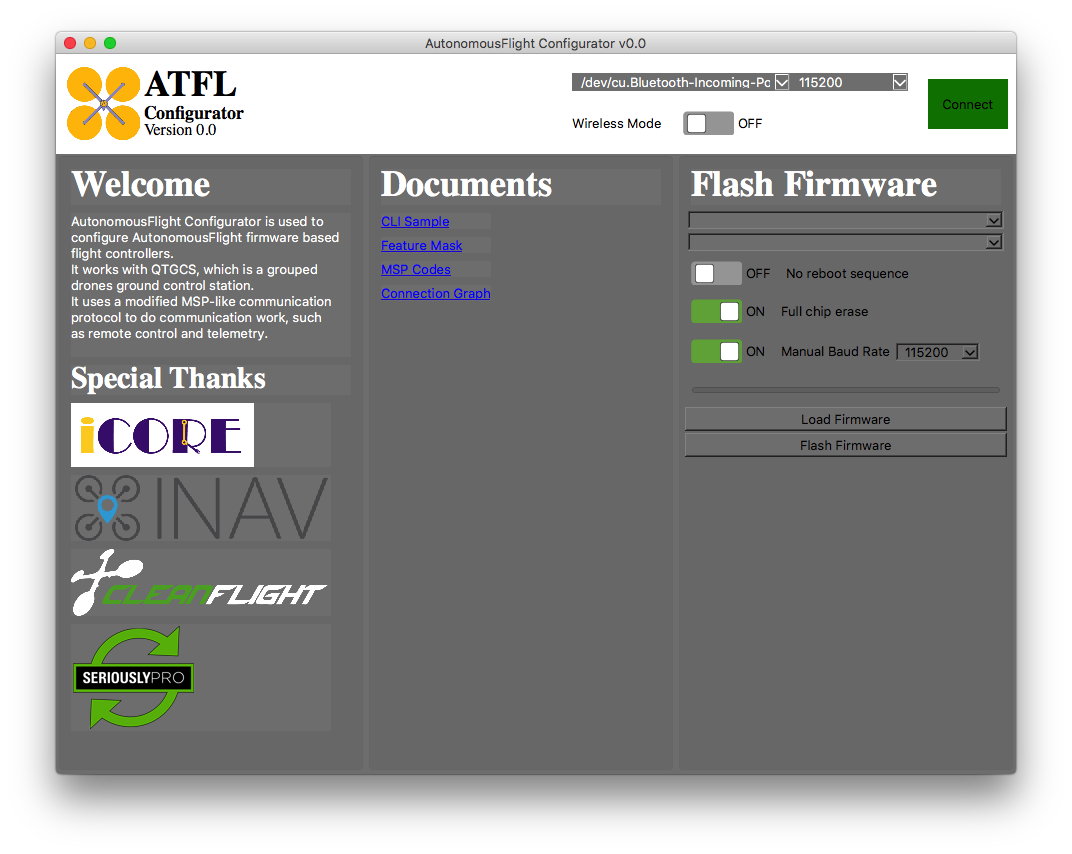 AutonomousFlight Configurator v0.0
ATFL
Configurator
Version 0.0
/dev/cu.Bluetooth-Incoming-Po
115200
Connect
Wireless Mode
OFF
Welcome
AutonomousFlight Configurator is used to
configure AutonomousFlight firmware based
flight controllers.
It works with QTGCS, which is a grouped
drones ground control station.
It uses a modified MSP-like communication
protocol to do communication work, such
as remote control and telemetry.
Special Thanks
iCORE
INAV
CLEANFLIGHT
SERIOUSLYPRO
Documents
CLI Sample
Feature Mask
MSP Codes
Connection Graph
Flash Firmware
OFF No reboot sequence
ON Full chip erase
ON Manual Baud Rate 115200
Load Firmware
Flash Firmware